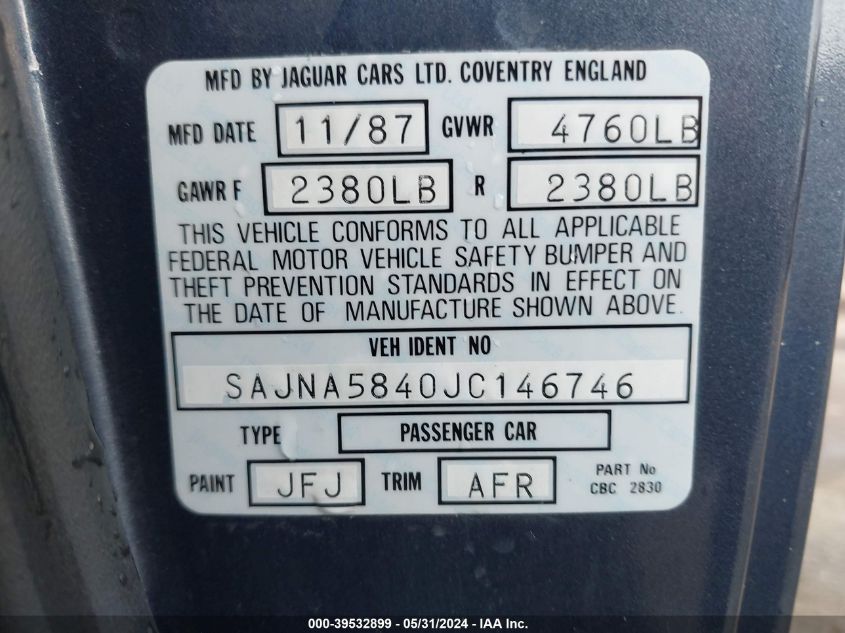 MFD BY JAGUAR CARS LTD. COVENTRY ENGLAND
MFD DATE 11/87 GVWR 4760LB
GAWR F 2380LB R 2380LB
THIS VEHICLE CONFORMS TO ALL APPLICABLE
FEDERAL MOTOR VEHICLE SAFETY BUMPER AND
THEFT PREVENTION STANDARDS IN EFFECT ON
THE DATE OF MANUFACTURE SHOWN ABOVE.
VEH IDENT NO
SAJNA5840JC146746
TYPE PASSENGER CAR
PAINT JFJ TRIM AFR PART No
CBC 2830
000-39532899 - 05/31/2024 - IAA Inc.